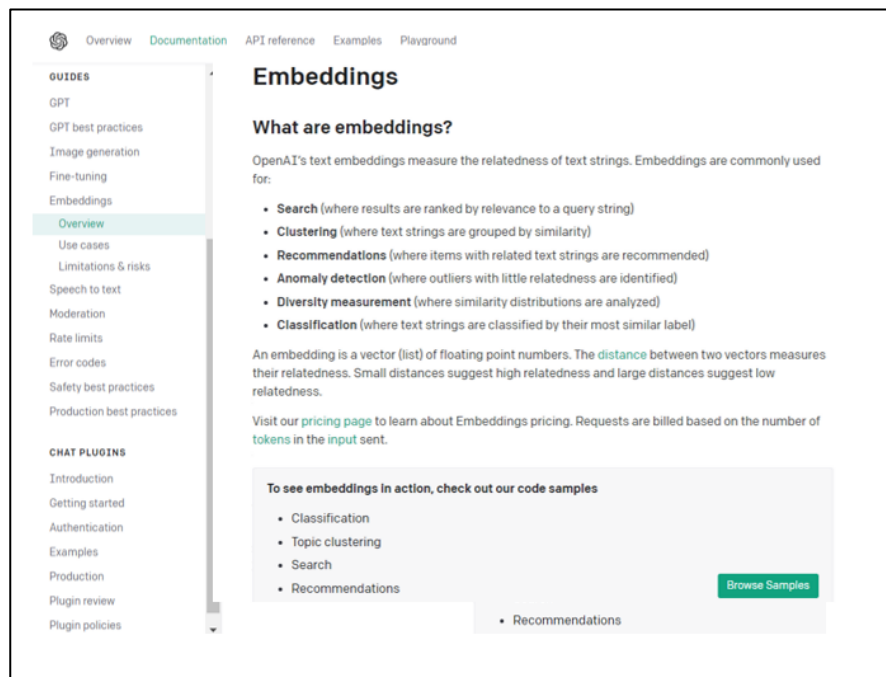 Overview Documentation API reference Examples Playground
GUIDES
GPT
GPT best practices
Image generation
Fine-tuning
Embeddings
Overview
Use cases
Limitations & risks
Speech to text
Moderation
Rate limits
Error codes
Safety best practices
Production best practices
CHAT PLUGINS
Introduction
Getting started
Authentication
Examples
Production
Plugin review
Plugin policies
Embeddings
What are embeddings?
OpenAI's text embeddings measure the relatedness of text strings. Embeddings are commonly used
for:
• Search (where results are ranked by relevance to a query string)
• Clustering (where text strings are grouped by similarity)
• Recommendations (where items with related text strings are recommended)
• Anomaly detection (where outliers with little relatedness are identified)
• Diversity measurement (where similarity distributions are analyzed)
• Classification (where text strings are classified by their most similar label)
An embedding is a vector (list) of floating point numbers. The distance between two vectors measures
their relatedness. Small distances suggest high relatedness and large distances suggest low
relatedness.
Visit our pricing page to learn about Embeddings pricing. Requests are billed based on the number of
tokens in the input sent.
To see embeddings in action, check out our code samples
• Classification
• Topic clustering
• Search
• Recommendations
Browse Samples
• Recommendations